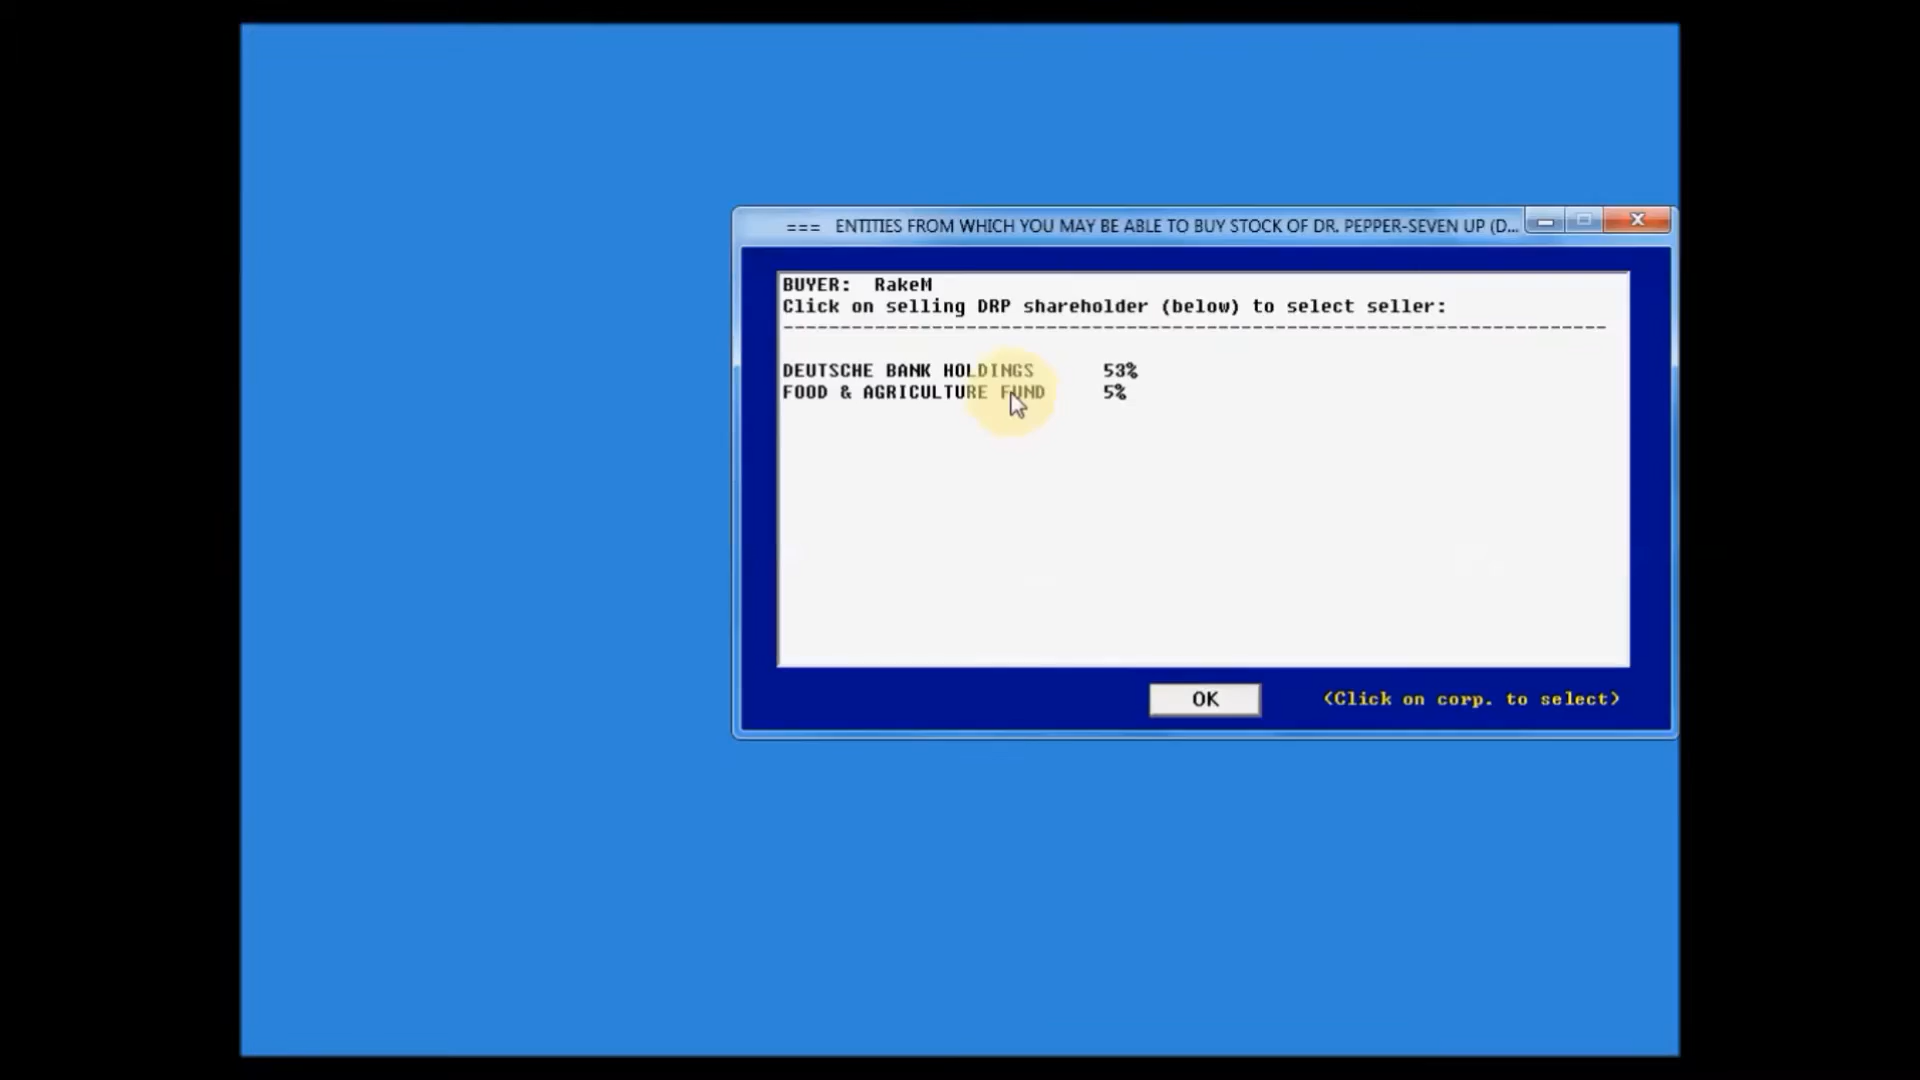 === ENTITIES FROM WHICH YOU MAY BE ABLE TO BUY STOCK OF DR. PEPPER-SEVEN UP (D...
BUYER: RakeM
Click on selling DRP shareholder (below) to select seller:
--------------------------------------------------------------------------
DEUTSCHE BANK HOLDINGS 53%
FOOD & AGRICULTURE FUND 5%
OK <Click on corp. to select>